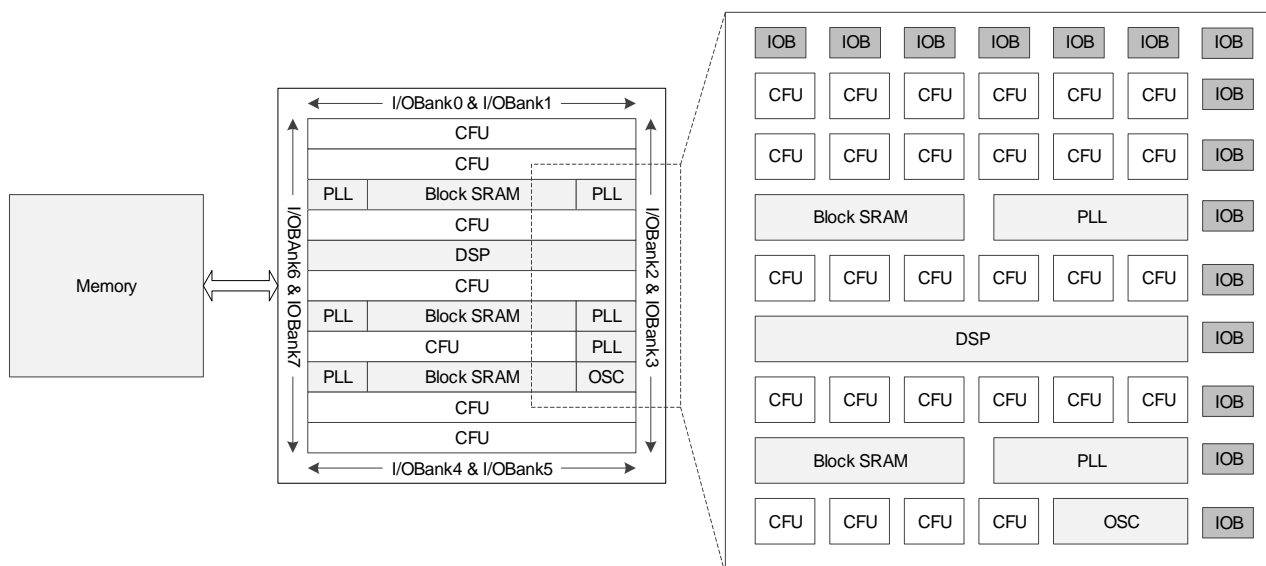 Memory
I/OBank0 & I/OBank1
I/OBAnk6 & IOBank7
CFU
CFU
PLL Block SRAM PLL
CFU
DSP
CFU
PLL Block SRAM PLL
CFU PLL
PLL Block SRAM OSC
CFU
CFU
I/OBank2 & IOBank3
I/OBank4 & I/OBank5
IOB IOB IOB IOB IOB IOB IOB
CFU CFU CFU CFU CFU CFU IOB
CFU CFU CFU CFU CFU CFU IOB
Block SRAM PLL IOB
CFU CFU CFU CFU CFU CFU IOB
DSP IOB
CFU CFU CFU CFU CFU CFU IOB
Block SRAM PLL IOB
CFU CFU CFU CFU OSC IOB